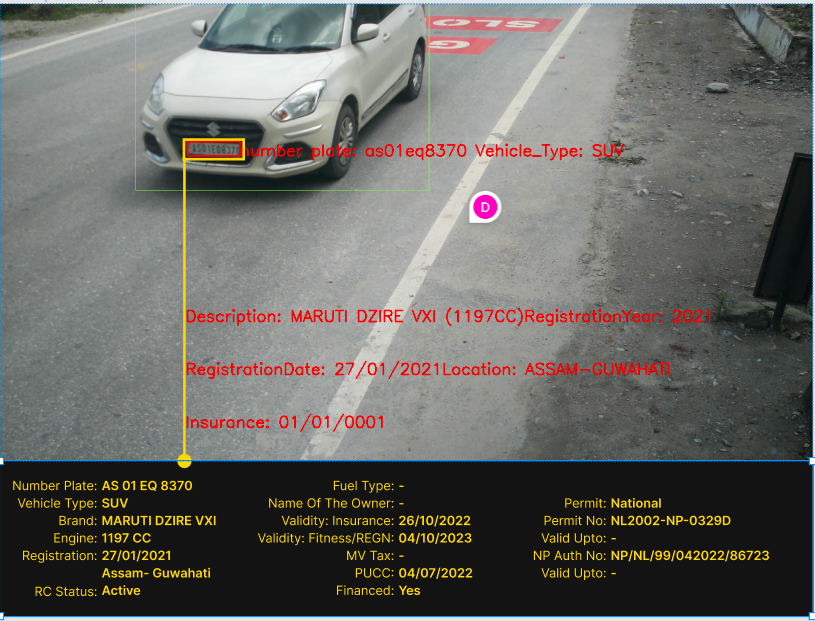 SLO
G
AS01EQ8370
number plate: as01eq8370 Vehicle_Type: SUV
D
Description: MARUTI DZIRE VXI (1197CC)RegistrationYear: 2021
RegistrationDate: 27/01/2021Location: ASSAM-GUWAHATI
Insurance: 01/01/0001
Number Plate: AS 01 EQ 8370
Vehicle Type: SUV
Brand: MARUTI DZIRE VXI
Engine: 1197 CC
Registration: 27/01/2021
Assam- Guwahati
RC Status: Active
Fuel Type: -
Name Of The Owner: -
Validity: Insurance: 26/10/2022
Validity: Fitness/REGN: 04/10/2023
MV Tax: -
PUCC: 04/07/2022
Financed: Yes
Permit: National
Permit No: NL2002-NP-0329D
Valid Upto: -
NP Auth No: NP/NL/99/042022/86723
Valid Upto: -